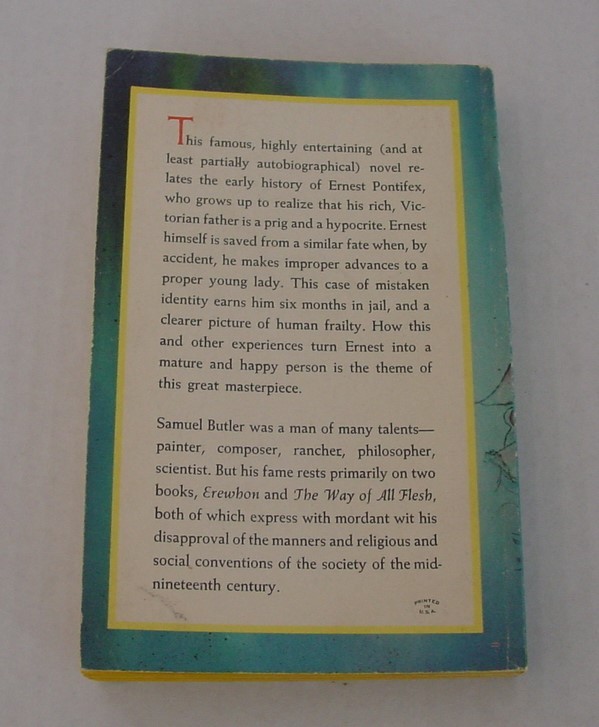 This famous, highly entertaining (and at
least partially autobiographical) novel re-
lates the early history of Ernest Pontifex,
who grows up to realize that his rich, Vic-
torian father is a prig and a hypocrite. Ernest
himself is saved from a similar fate when, by
accident, he makes improper advances to a
proper young lady. This case of mistaken
identity earns him six months in jail, and a
clearer picture of human frailty. How this
and other experiences turn Ernest into a
mature and happy person is the theme of
this great masterpiece.
Samuel Butler was a man of many talents—
painter, composer, rancher, philosopher,
scientist. But his fame rests primarily on two
books, Erewhon and The Way of All Flesh,
both of which express with mordant wit his
disapproval of the manners and religious and
social conventions of the society of the mid-
nineteenth century.
PRINTED
IN
U.S.A.